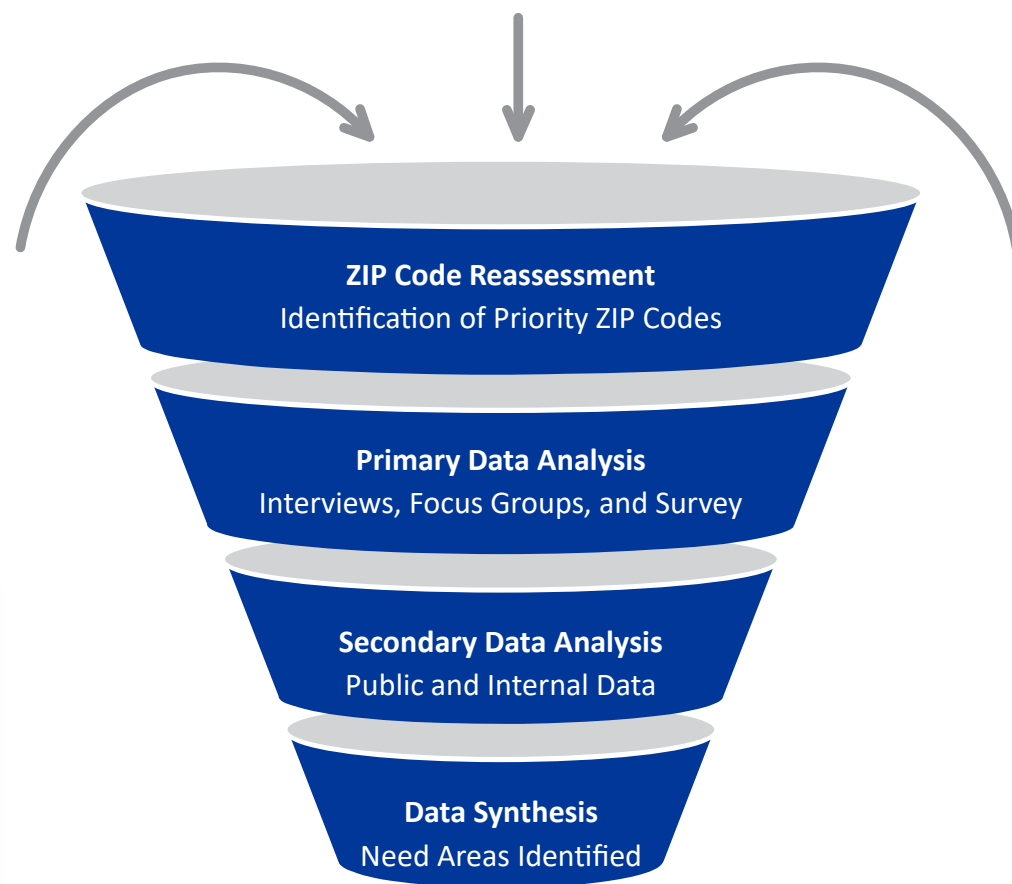 ZIP Code Reassessment
Identification of Priority ZIP Codes
Primary Data Analysis
Interviews, Focus Groups, and Survey
Secondary Data Analysis
Public and Internal Data
Data Synthesis
Need Areas Identified